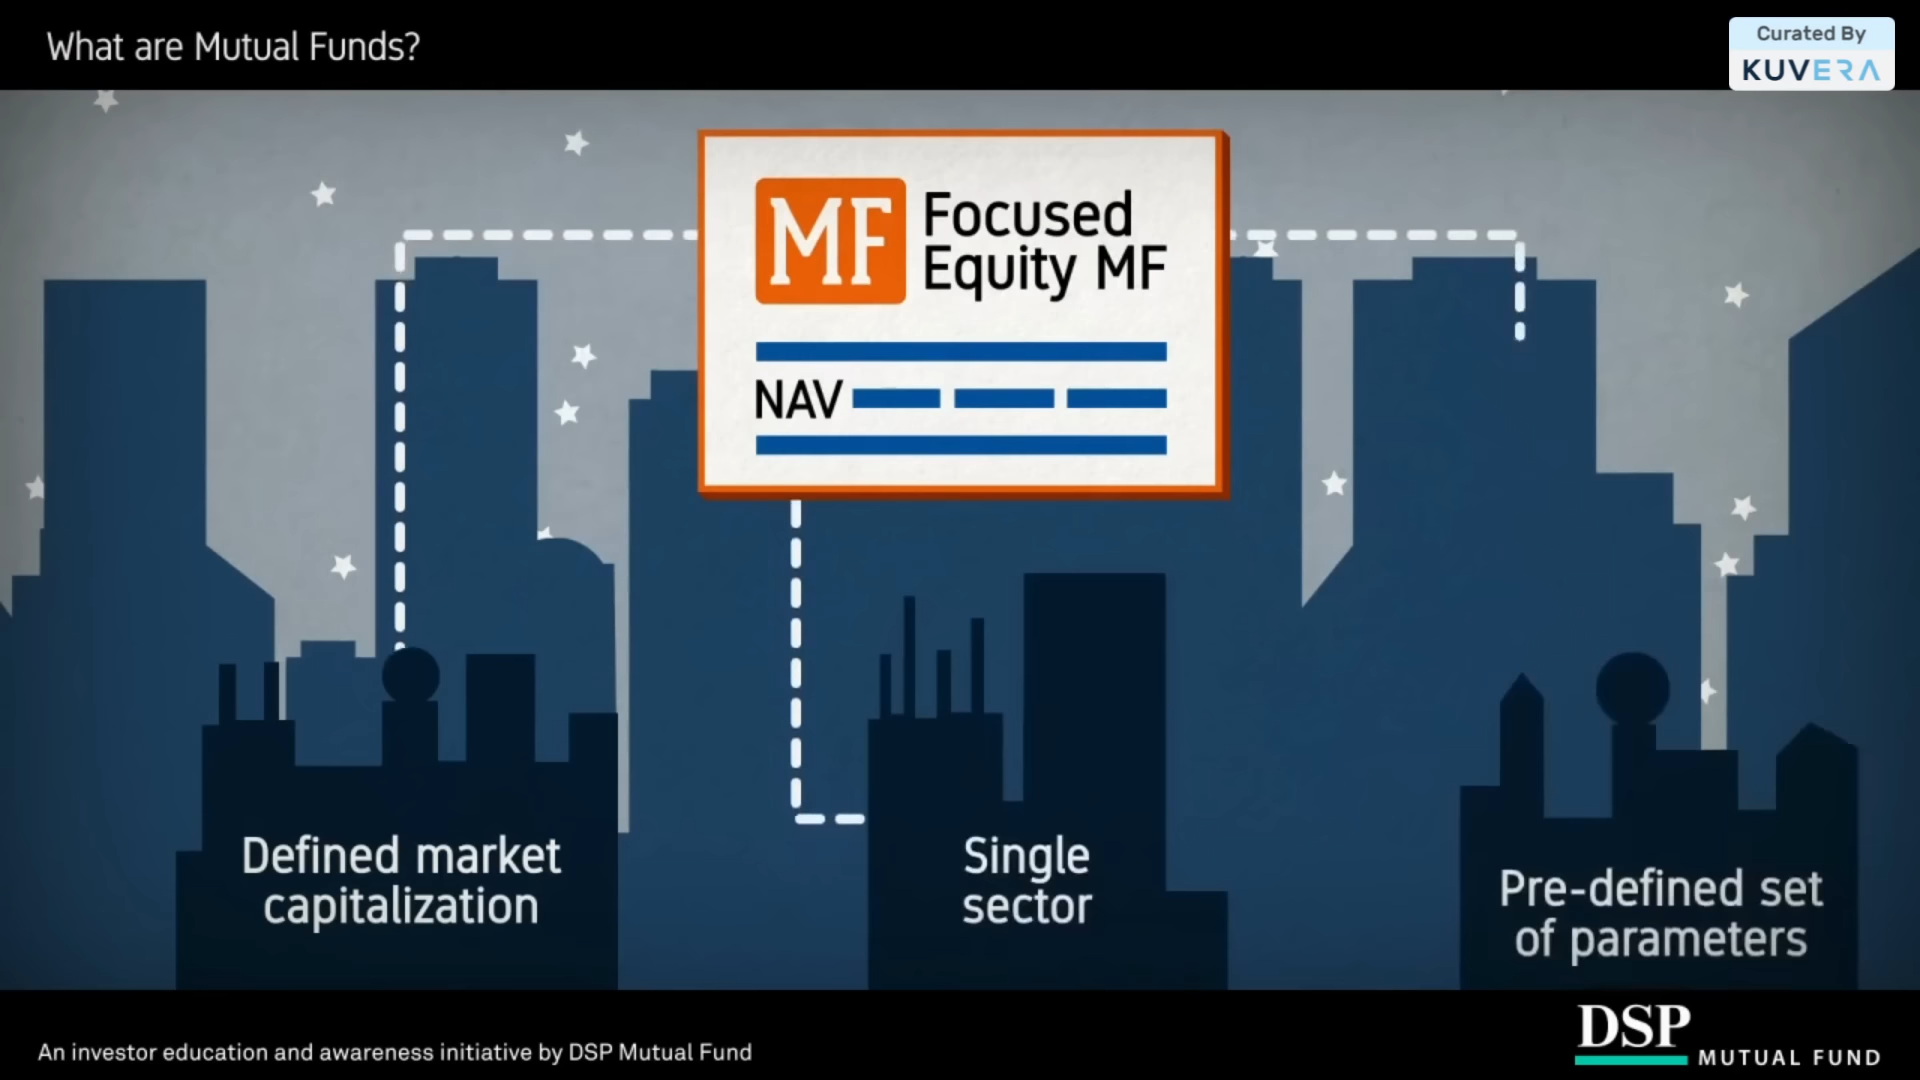 What are Mutual Funds?
Curated By
KUVERA
MF
Focused
Equity MF
NAV
Defined market
capitalization
Single
sector
Pre-defined set
of parameters
An investor education and awareness initiative by DSP Mutual Fund
DSP
MUTUAL FUND